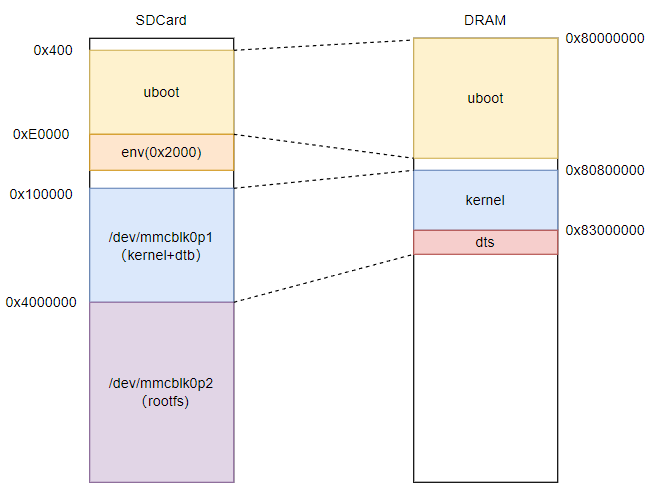 SDCard
DRAM
0x400
0x80000000
uboot
uboot
0xE0000
env(0x2000)
0x80800000
0x100000
kernel
0x83000000
/dev/mmcblk0p1
（kernel+dtb）
dts
0x4000000
/dev/mmcblk0p2
（rootfs)